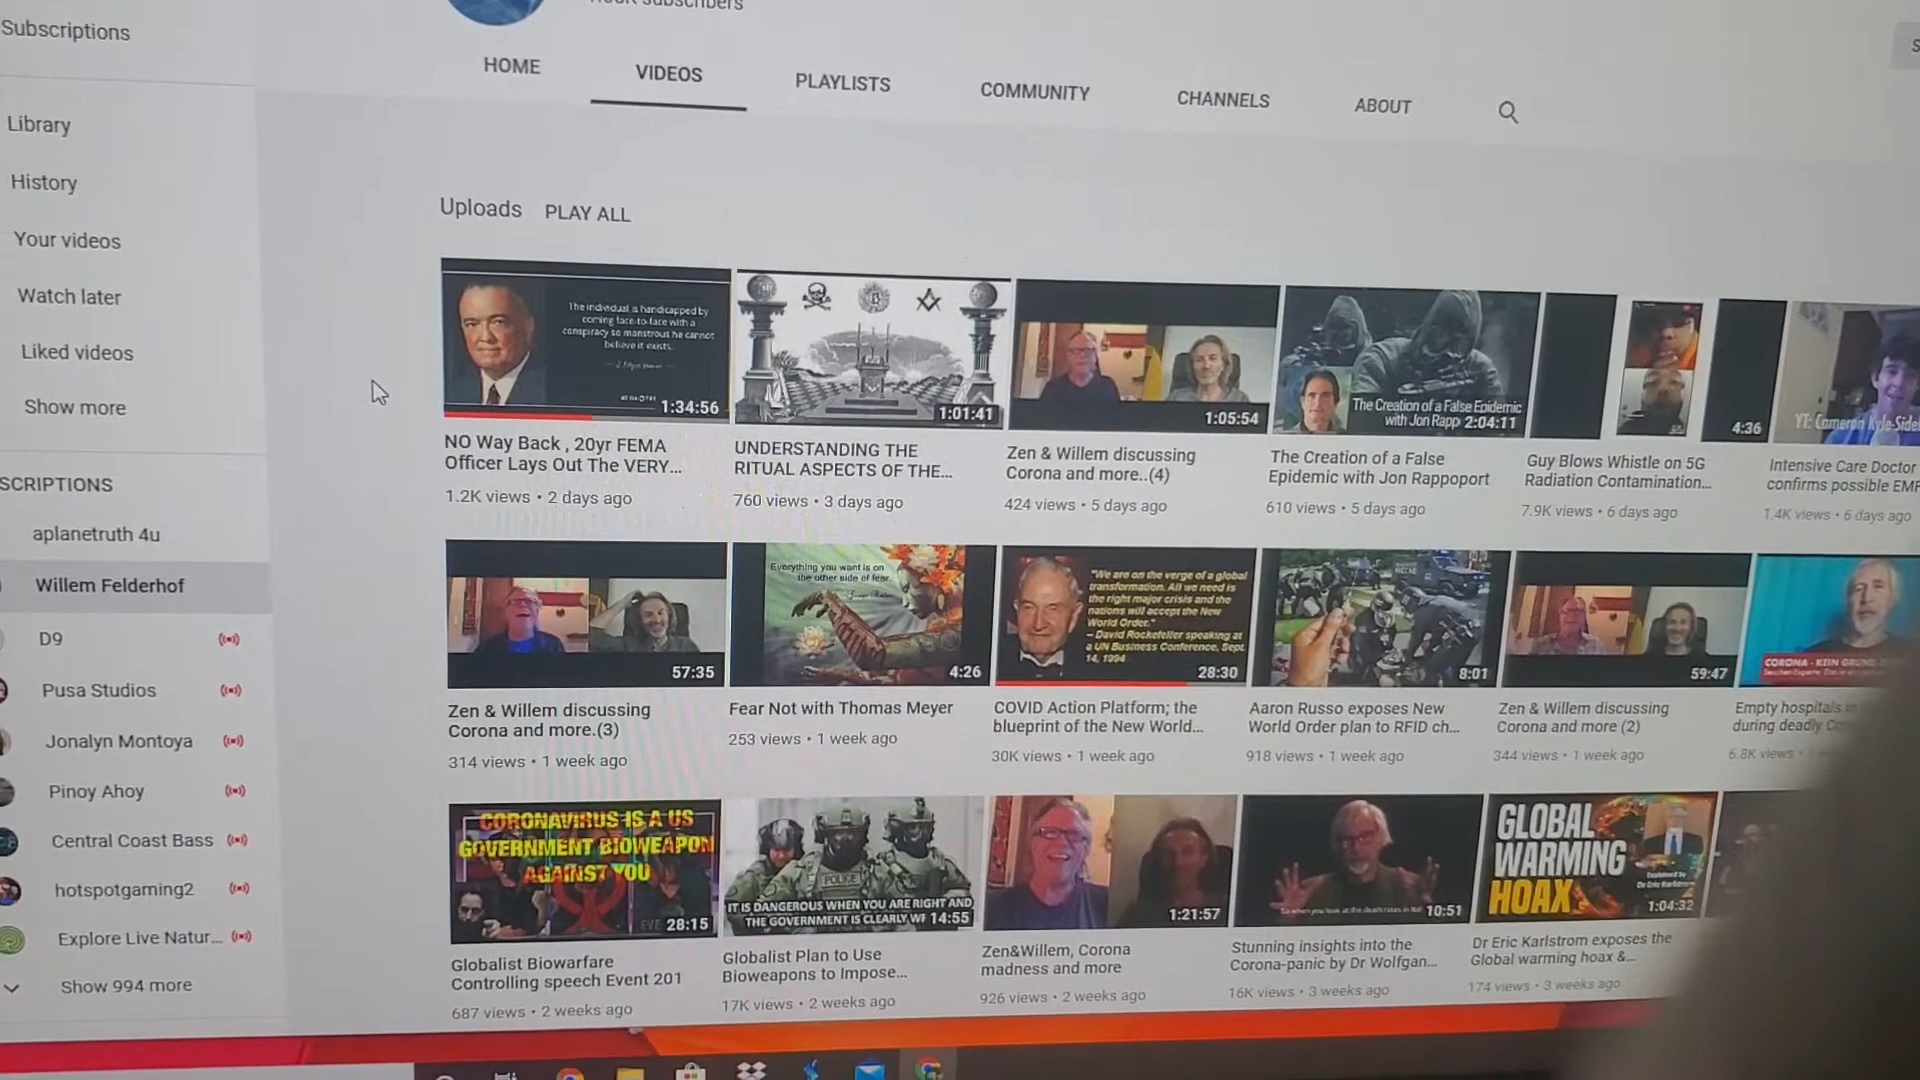 subscribers
Subscriptions
HOME
VIDEOS
PLAYLISTS
COMMUNITY
CHANNELS
ABOUT
S
Library
History
Your videos
Watch later
Liked videos
Show more
SCRIPTIONS
aplanetruth 4u
Willem Felderhof
D9
Pusa Studios
Jonalyn Montoya
Pinoy Ahoy
Central Coast Bass
hotspotgaming2
Explore Live Natur...
Show 994 more
Uploads PLAY ALL
The individual is handicapped by
coming face-to-face with a
conspiracy so monstrous he cannot
believe it exists.
1:34:56
NO Way Back , 20yr FEMA
Officer Lays Out The VERY...
1.2K views • 2 days ago
G
1:01:41
UNDERSTANDING THE
RITUAL ASPECTS OF THE...
760 views • 3 days ago
1:05:54
Zen & Willem discussing
Corona and more..(4)
424 views • 5 days ago
The Creation of a False Epidemic
with Jon Rapp 2:04:11
The Creation of a False
Epidemic with Jon Rappoport
610 views • 5 days ago
4:36
Guy Blows Whistle on 5G
Radiation Contamination...
7.9K views • 6 days ago
YT: Cameron Kyle-Sidel
Intensive Care Doctor
confirms possible EMF
1.4K views • 6 days ago
57:35
Zen & Willem discussing
Corona and more.(3)
314 views • 1 week ago
Everything you want is on
the other side of fear.
4:26
Fear Not with Thomas Meyer
253 views • 1 week ago
"We are on the verge of a global
transformation. All we need is
the right major crisis and the
nations will accept the New
World Order."
– David Rockefeller speaking at
a UN Business Conference, Sept.
14, 1994
28:30
COVID Action Platform; the
blueprint of the New World...
30K views • 1 week ago
8:01
Aaron Russo exposes New
World Order plan to RFID ch...
918 views • 1 week ago
59:47
Zen & Willem discussing
Corona and more (2)
344 views • 1 week ago
CORONA - KEIN GRUND
Empty hospitals
during deadly
6.8K views
CORONAVIRUS IS A US
GOVERNMENT BIOWEAPON
AGAINST YOU
EVE 28:15
Globalist Biowarfare
Controlling speech Event 201
687 views • 2 weeks ago
POLICE
IT IS DANGEROUS WHEN YOU ARE RIGHT AND
THE GOVERNMENT IS CLEARLY WF 14:55
Globalist Plan to Use
Bioweapons to Impose...
17K views • 2 weeks ago
1:21:57
Zen&Willem, Corona
madness and more
926 views • 2 weeks ago
So when you look at the death rates in Ital 10:51
Stunning insights into the
Corona-panic by Dr Wolfgan...
16K views • 3 weeks ago
GLOBAL
WARMING
HOAX
Explained by
Dr Eric Karlstrom
1:04:32
Dr Eric Karlstrom exposes the
Global warming hoax &...
174 views • 3 weeks ago